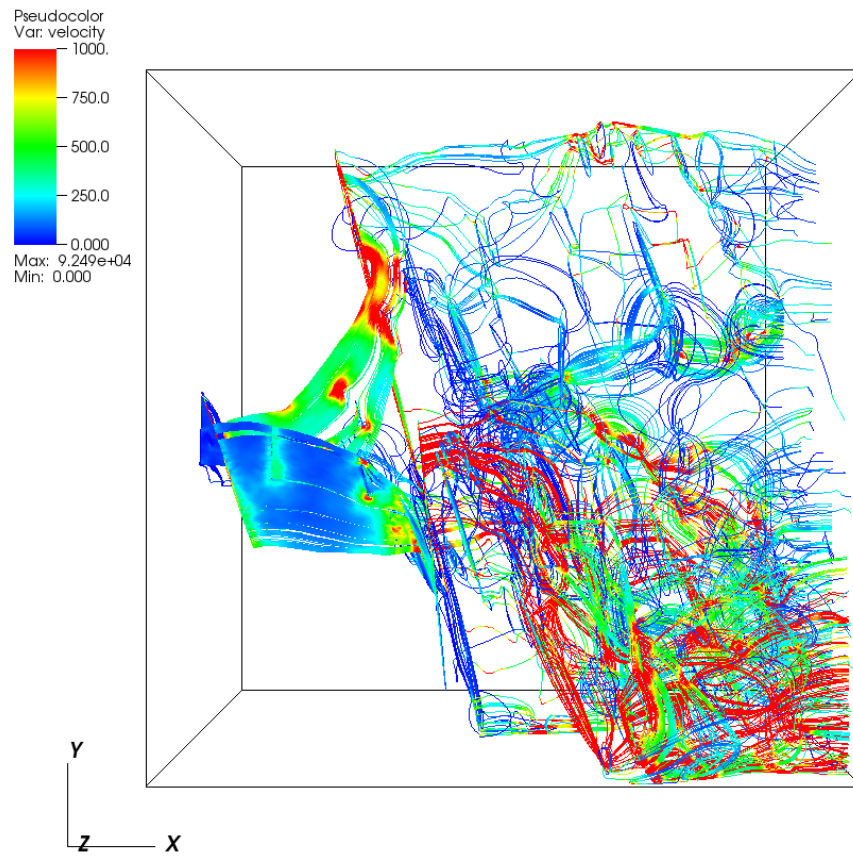 Pseudocolor
Var: velocity
1000.
750.0
500.0
250.0
0.000
Max: 9.249e+04
Min: 0.000
Y
Z X